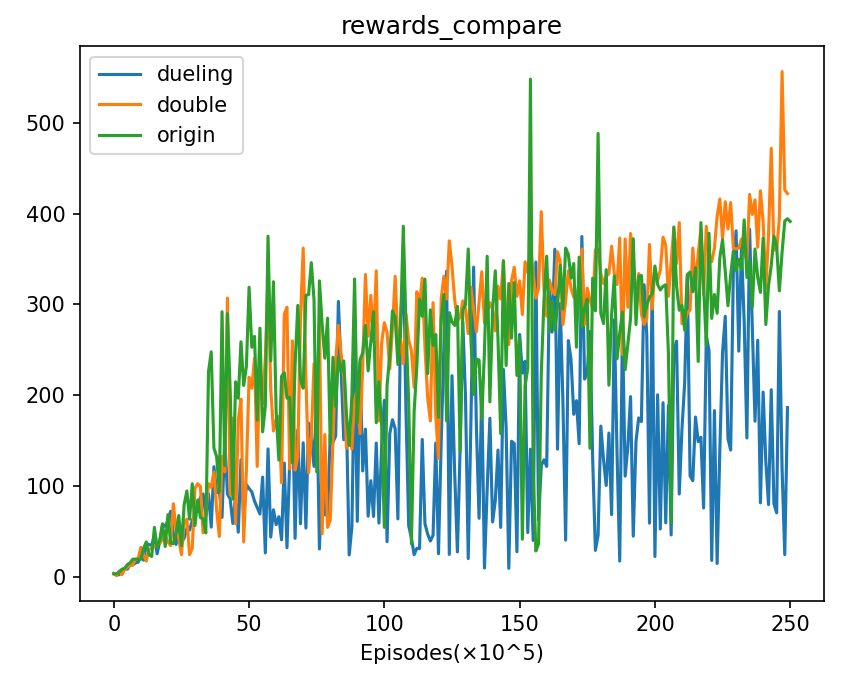 rewards_compare
dueling
double
origin
500
400
300
200
100
0
0 50 100 150 200 250
Episodes(×10^5)